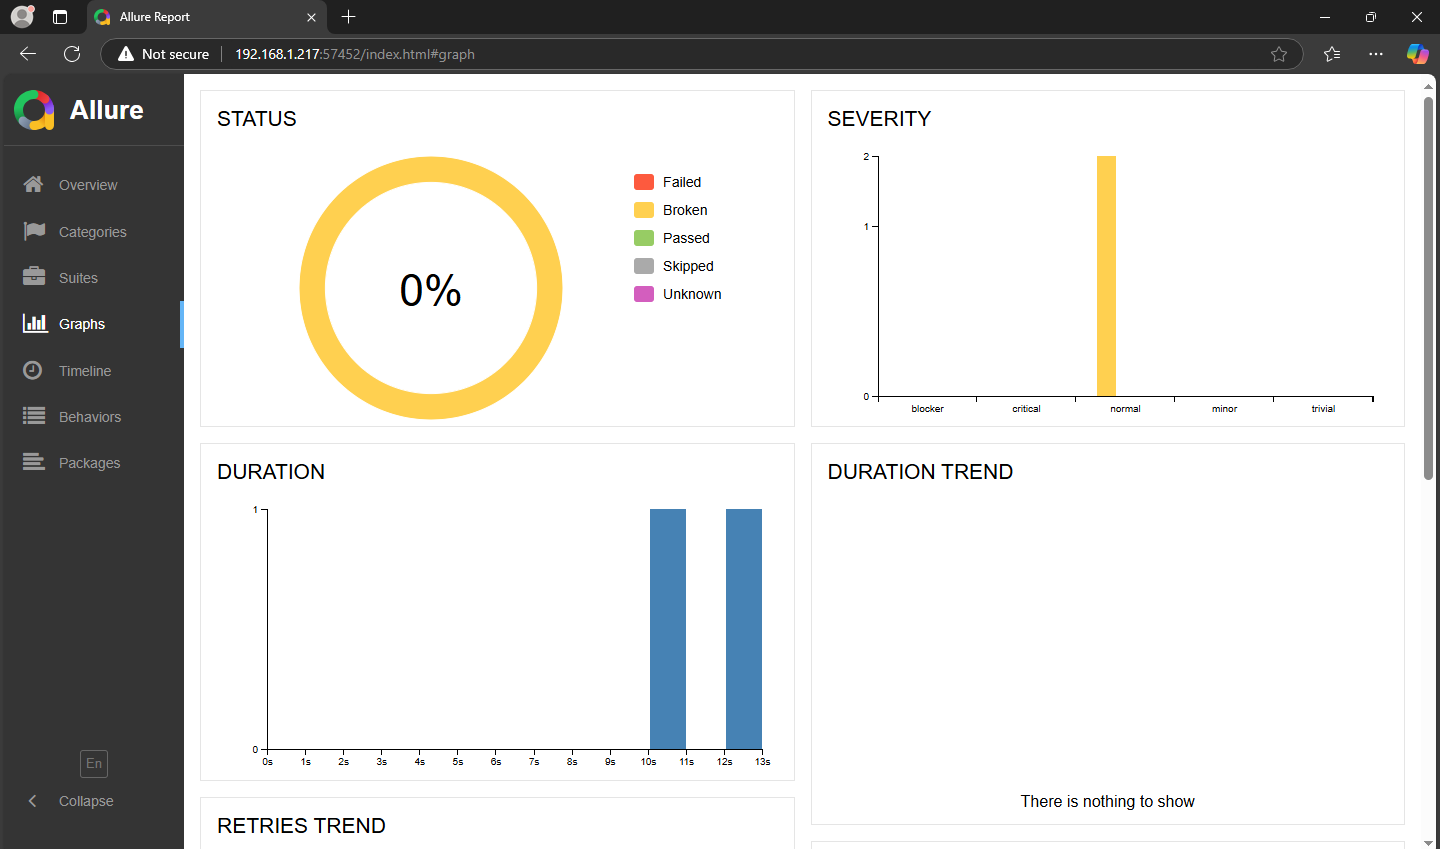 Allure Report
Not secure
192.168.1.217:57452/index.html#graph
Allure
Overview
Categories
Suites
Graphs
Timeline
Behaviors
Packages
En
Collapse
STATUS
0%
Failed
Broken
Passed
Skipped
Unknown
SEVERITY
2
1
0
blocker critical normal minor trivial
DURATION
1
0
0s 1s 2s 3s 4s 5s 6s 7s 8s 9s 10s 11s 12s 13s
DURATION TREND
There is nothing to show
RETRIES TREND